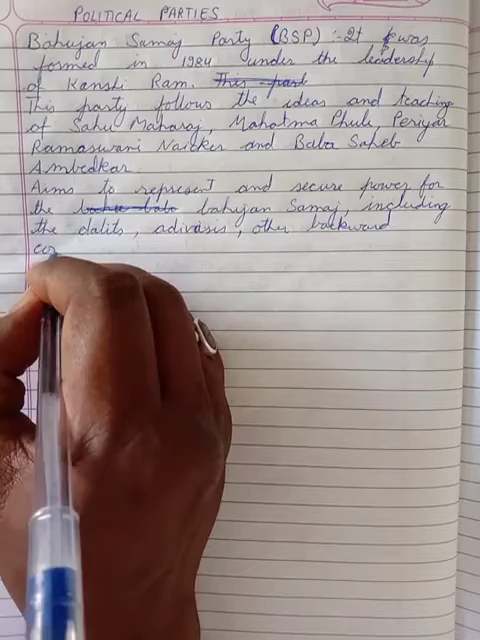 POLITICAL PARTIES
Bahujan Samaj Party (BSP) :- It was
formed in 1984 under the leadership
of Kanshi Ram. This part
This party follows the ideas and teaching
of Sahu Maharaj, Mahatma Phule, Periyar
Ramaswami Naicker and Baba Saheb
Ambedkar.
Aims to represent and secure power for
the bahujan Samaj, including
the dalits, adivasis, other backward
co